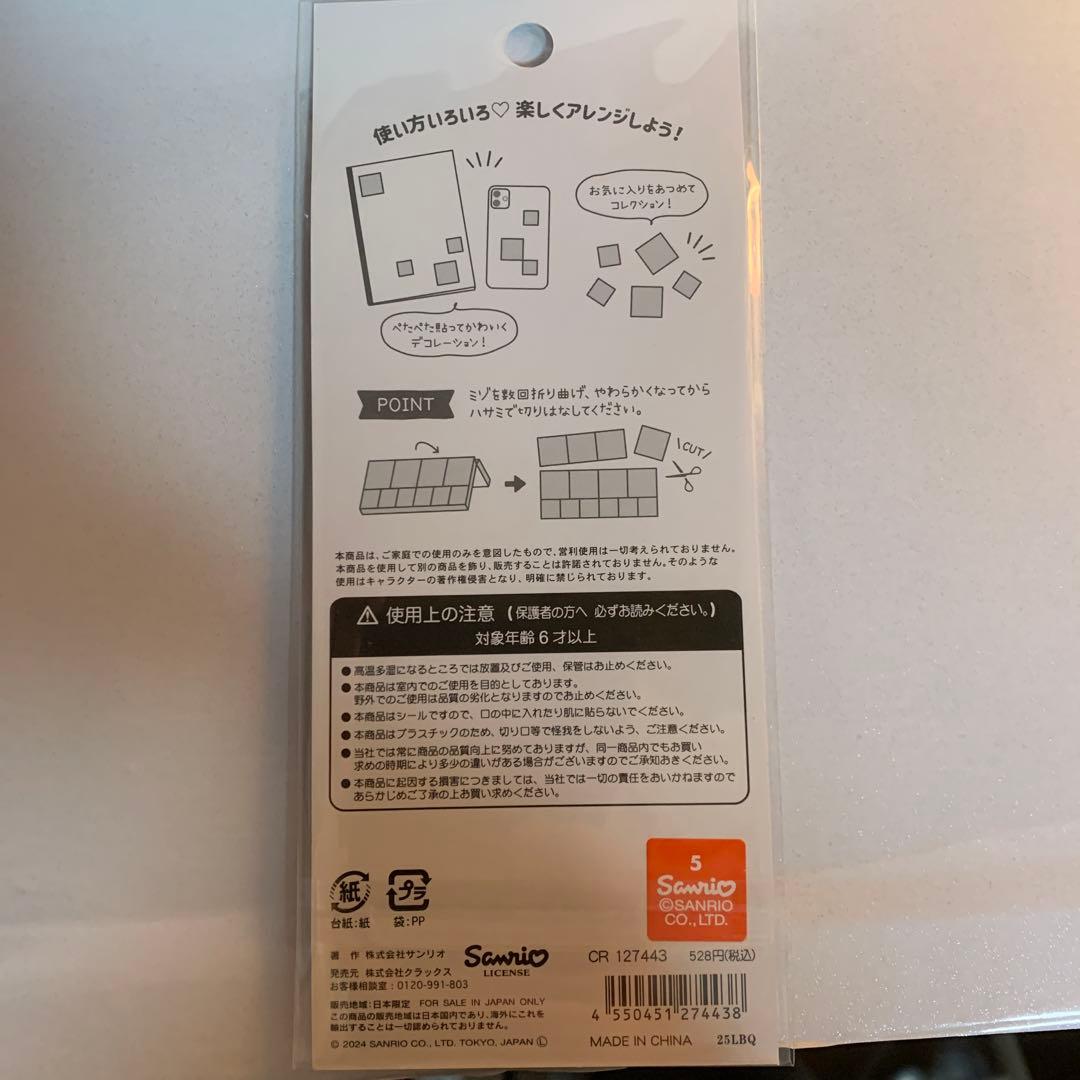 使い方いろいろ♡ 楽しくアレンジしよう!
お気に入りをあつめて
コレクション!
ぺたぺた貼ってかわいく
デコレーション!
POINT
ミゾを数回折り曲げ、やわらかくなってから
ハサミで切りはなしてください。
\CUT/
本商品は、ご家庭での使用のみを意図したもので、営利使用は一切考えられておりません。
本商品を使用して別の商品を飾り、販売することは許諾されておりません。そのような
使用はキャラクターの著作権侵害となり、明確に禁じられております。
⚠ 使用上の注意 (保護者の方へ 必ずお読みください。)
対象年齢6才以上
●高温多湿になるところでは放置及びご使用、保管はお止めください。
●本商品は室内でのご使用を目的としております。
野外でのご使用は品質の劣化となりますのでお止めください。
●本商品はシールですので、口の中に入れたり肌に貼らないでください。
●本商品はプラスチックのため、切り口等で怪我をしないよう、ご注意ください。
●当社では常に商品の品質向上に努めておりますが、同一商品内でもお買い
求めの時期により多少の違いがある場合がございますのでご承知おきください。
●本商品に起因する損害につきましては、当社では一切の責任をおいかねますので
あらかじめご了承の上お買い求めください。
紙
台紙:紙
プラ
袋:PP
5
Sanrio
©SANRIO
CO., LTD.
著 作 株式会社サンリオ
発売元 株式会社クラックス
お客様相談室:0120-991-803
Sanrio
LICENSE
CR 127443 528円(税込)
販売地域:日本限定 FOR SALE IN JAPAN ONLY
この商品の販売地域は日本国内であり、海外にこれを
輸出することは一切認められておりません。
© 2024 SANRIO CO., LTD. TOKYO, JAPAN Ⓛ
4 550451 274438
MADE IN CHINA 25LBQ